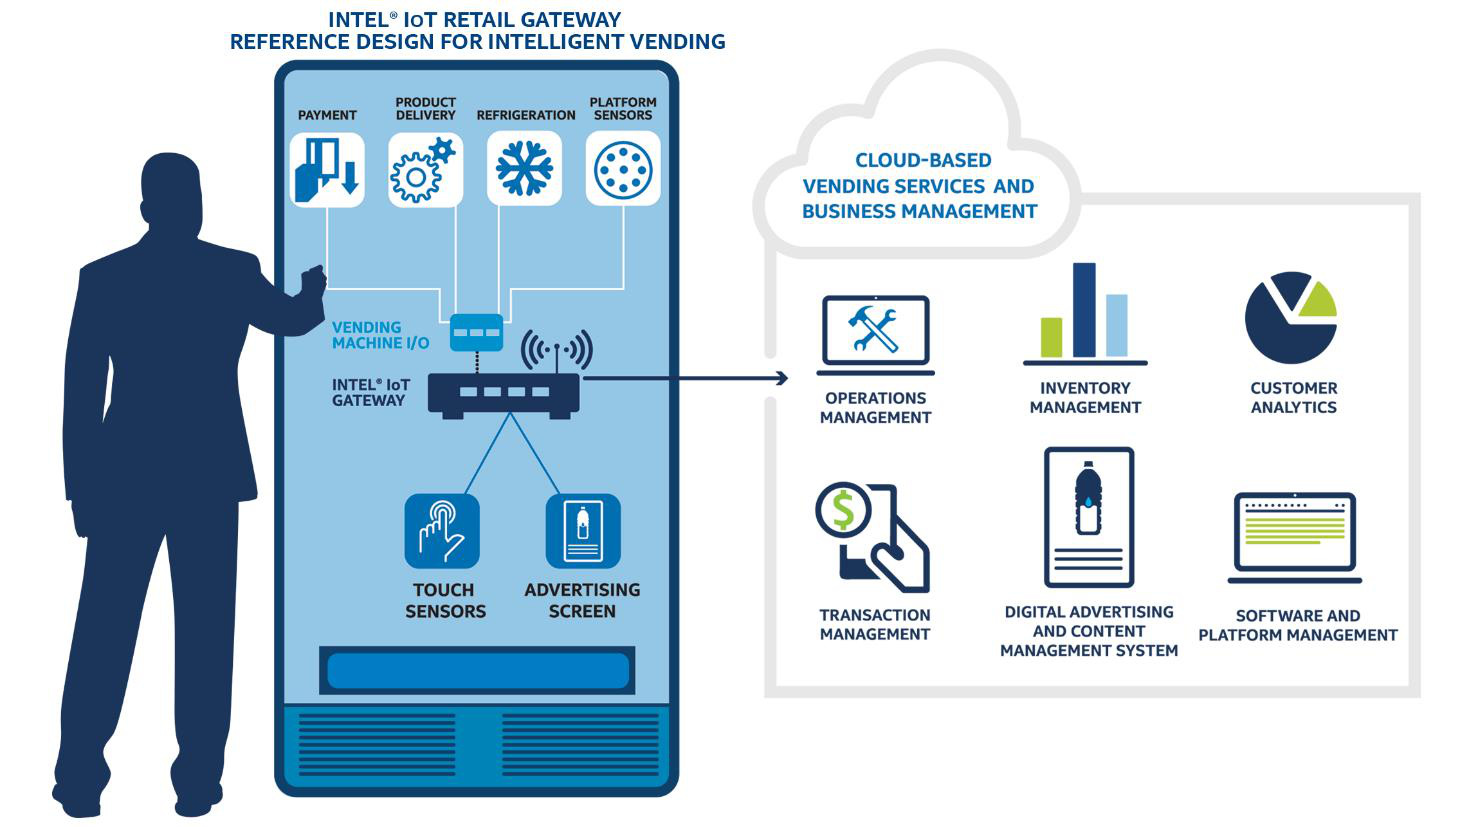 INTEL® IoT RETAIL GATEWAY
REFERENCE DESIGN FOR INTELLIGENT VENDING
PAYMENT
PRODUCT
DELIVERY
REFRIGERATION
PLATFORM
SENSORS
VENDING
MACHINE I/O
INTEL® IoT
GATEWAY
TOUCH
SENSORS
ADVERTISING
SCREEN
CLOUD-BASED
VENDING SERVICES AND
BUSINESS MANAGEMENT
OPERATIONS
MANAGEMENT
INVENTORY
MANAGEMENT
CUSTOMER
ANALYTICS
$
TRANSACTION
MANAGEMENT
DIGITAL ADVERTISING
AND CONTENT
MANAGEMENT SYSTEM
SOFTWARE AND
PLATFORM MANAGEMENT